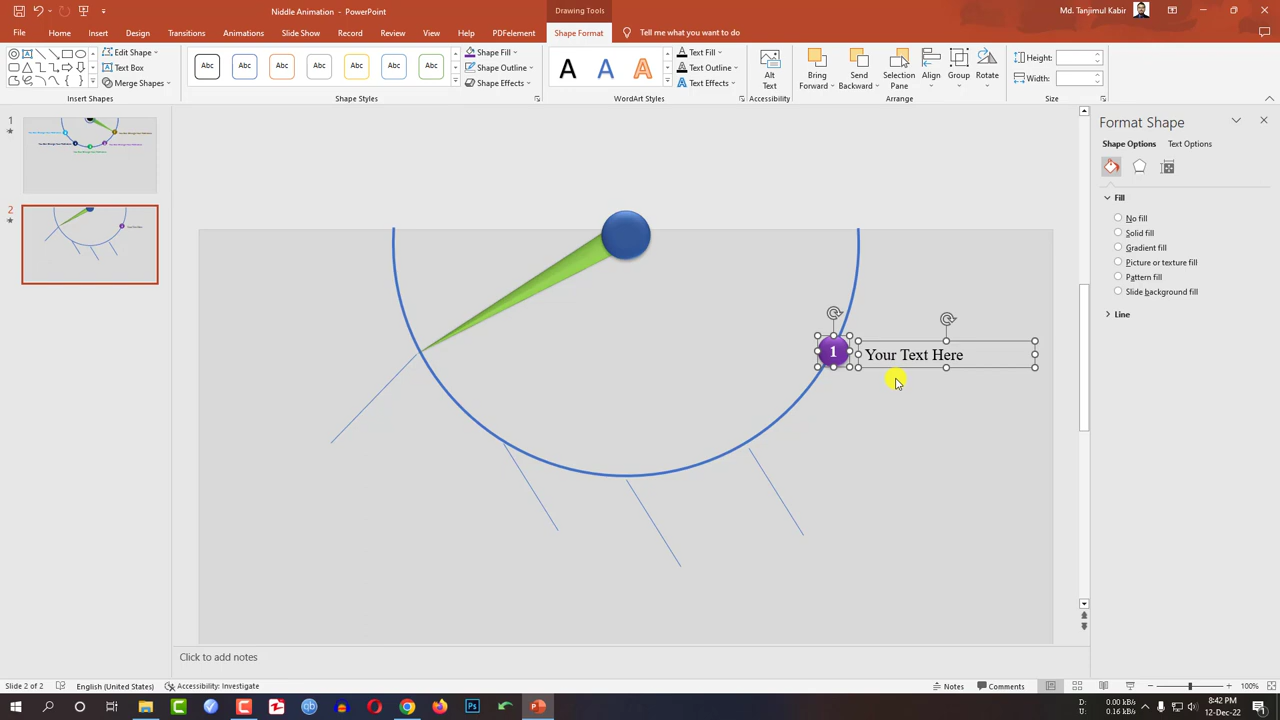 Niddle Animation - PowerPoint
Drawing Tools
Md. Tanjimul Kabir
File
Home
Insert
Design
Transitions
Animations
Slide Show
Record
Review
View
Help
PDFelement
Shape Format
Tell me what you want to do
Edit Shape
Text Box
Merge Shapes
Insert Shapes
Abc
Abc
Abc
Abc
Abc
Abc
Abc
Shape Styles
Shape Fill
Shape Outline
Shape Effects
A
A
A
WordArt Styles
Text Fill
Text Outline
Text Effects
Alt
Text
Accessibility
Bring
Forward
Send
Backward
Selection
Pane
Align
Group
Rotate
Arrange
Height:
Width:
Size
1
2
1
Your Text Here
Format Shape
Shape Options
Text Options
Fill
No fill
Solid fill
Gradient fill
Picture or texture fill
Pattern fill
Slide background fill
Line
Click to add notes
Slide 2 of 2
English (United States)
Accessibility: Investigate
Notes
Comments
100%
D:
U:
0.00 kB/s
0.16 kB/s
8:42 PM
12-Dec-22